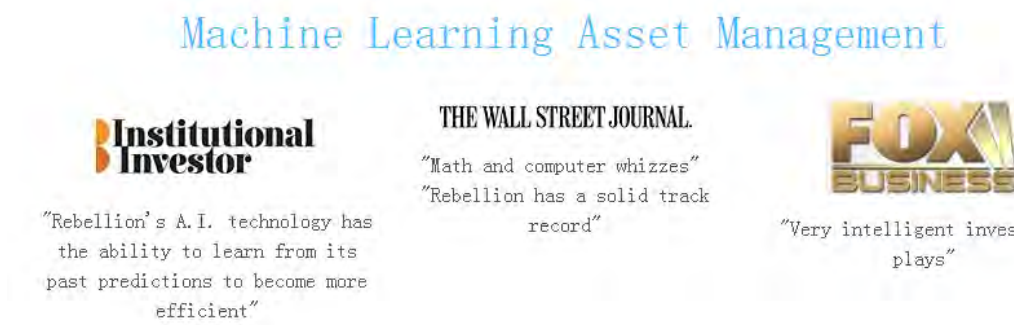 Machine Learning Asset Management
Institutional
Investor
"Rebellion's A.I. technology has
the ability to learn from its
past predictions to become more
efficient"
THE WALL STREET JOURNAL.
"Math and computer whizzes"
"Rebellion has a solid track
record"
FOX
BUSINESS
"Very intelligent
plays"